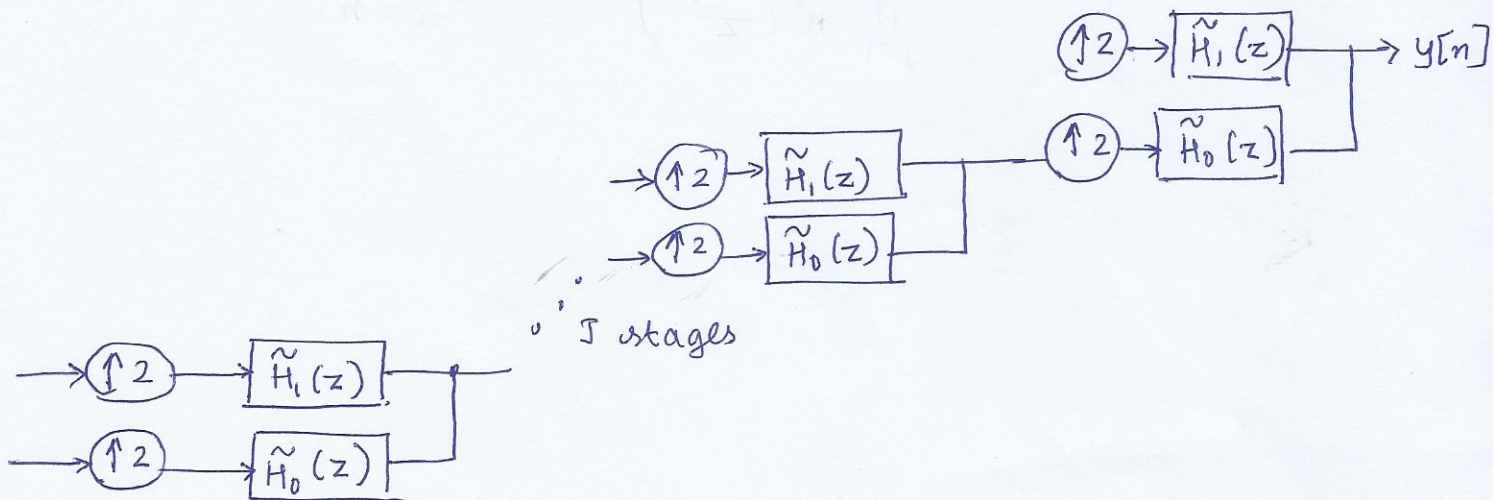 ↑2 H̃₁(z) y[n]
↑2 H̃₁(z) ↑2 H̃₀(z)
↑2 H̃₀(z)
J stages
↑2 H̃₁(z)
↑2 H̃₀(z)